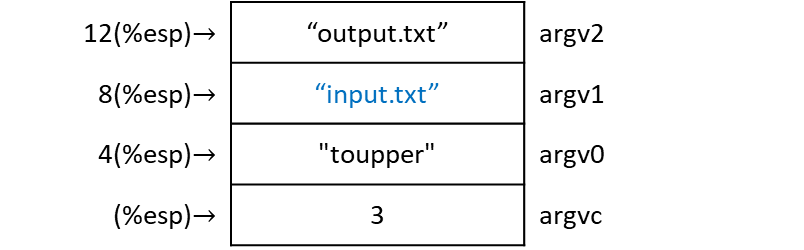 12(%esp)→ “output.txt” argv2
8(%esp)→ “input.txt” argv1
4(%esp)→ "toupper" argv0
(%esp)→ 3 argvc